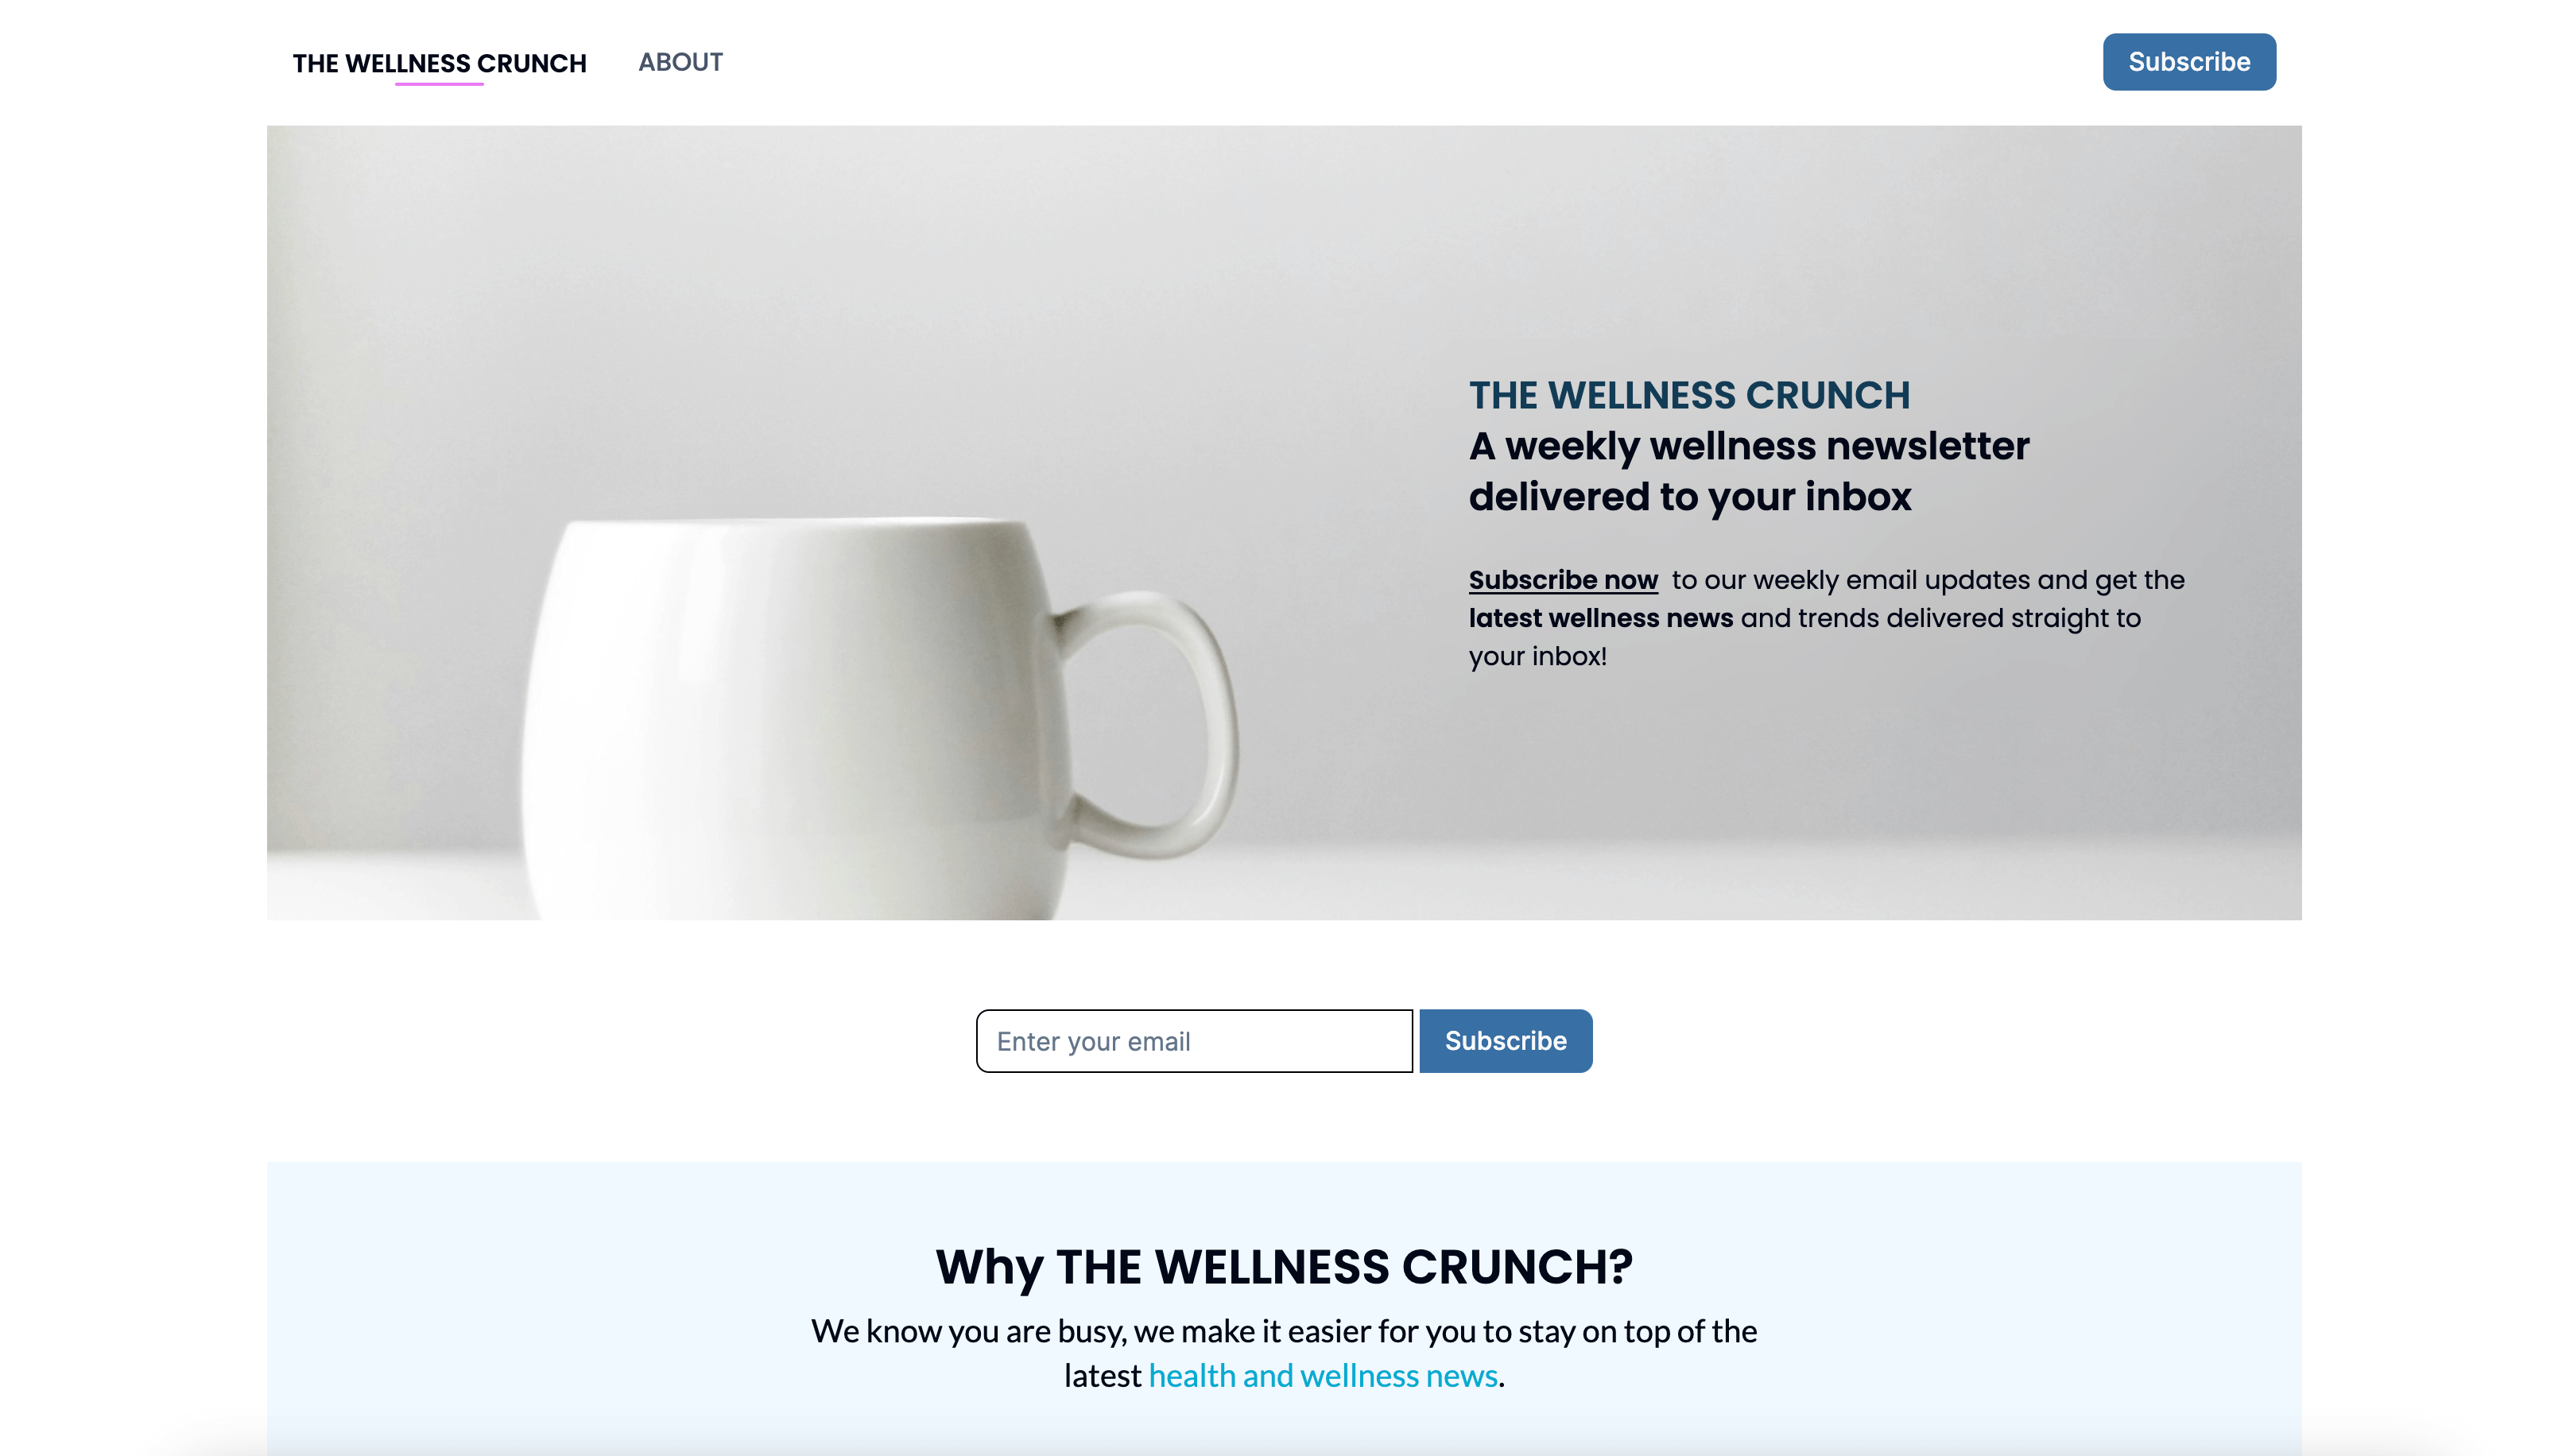 THE WELLNESS CRUNCH ABOUT Subscribe
THE WELLNESS CRUNCH
A weekly wellness newsletter
delivered to your inbox
Subscribe now to our weekly email updates and get the
latest wellness news and trends delivered straight to
your inbox!
Enter your email Subscribe
Why THE WELLNESS CRUNCH?
We know you are busy, we make it easier for you to stay on top of the
latest health and wellness news.